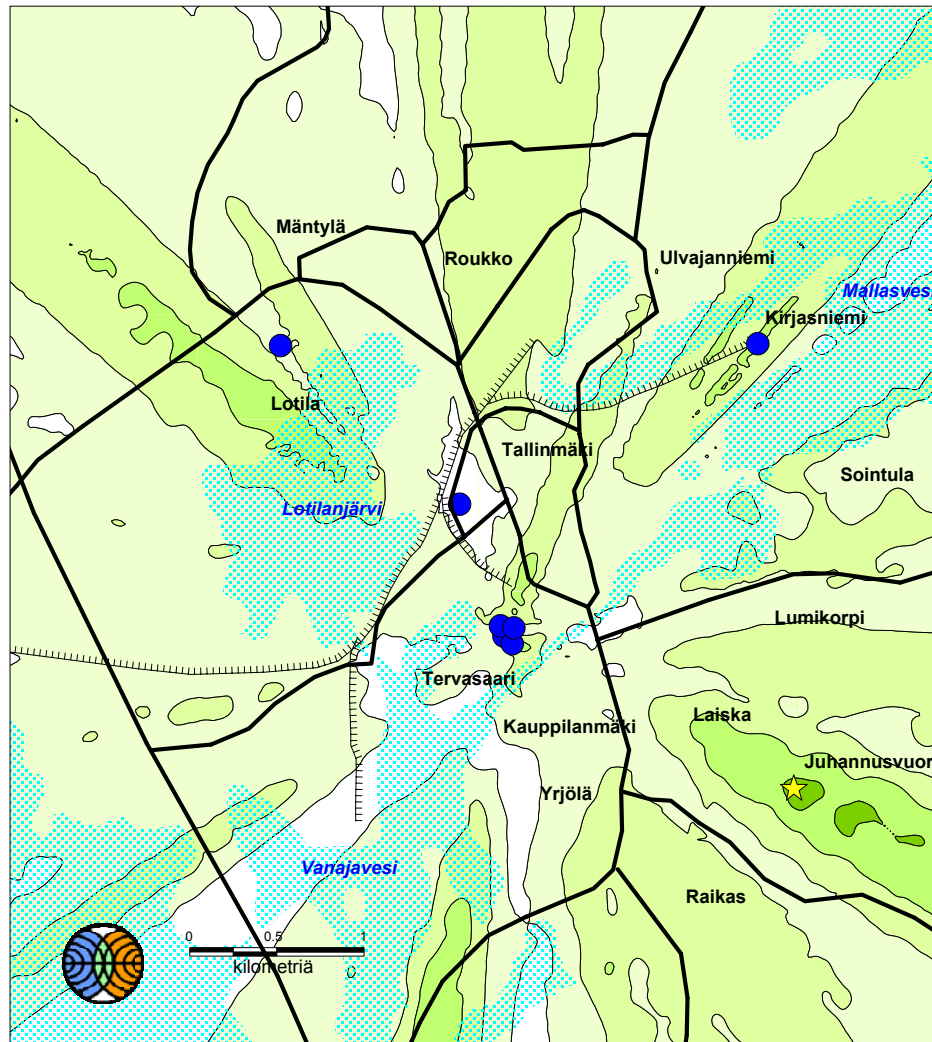 Mäntylä
Roukko
Ulvajanniemi
Mallasves
Kirjasniemi
Lotila
Tallinmäki
Sointula
Lotilanjärvi
Lumikorpi
Tervasaari
Laiska
Kauppilanmäki
Juhannusvuor
Yrjölä
Vanajavesi
Raikas
0 0.5 1
kilometriä